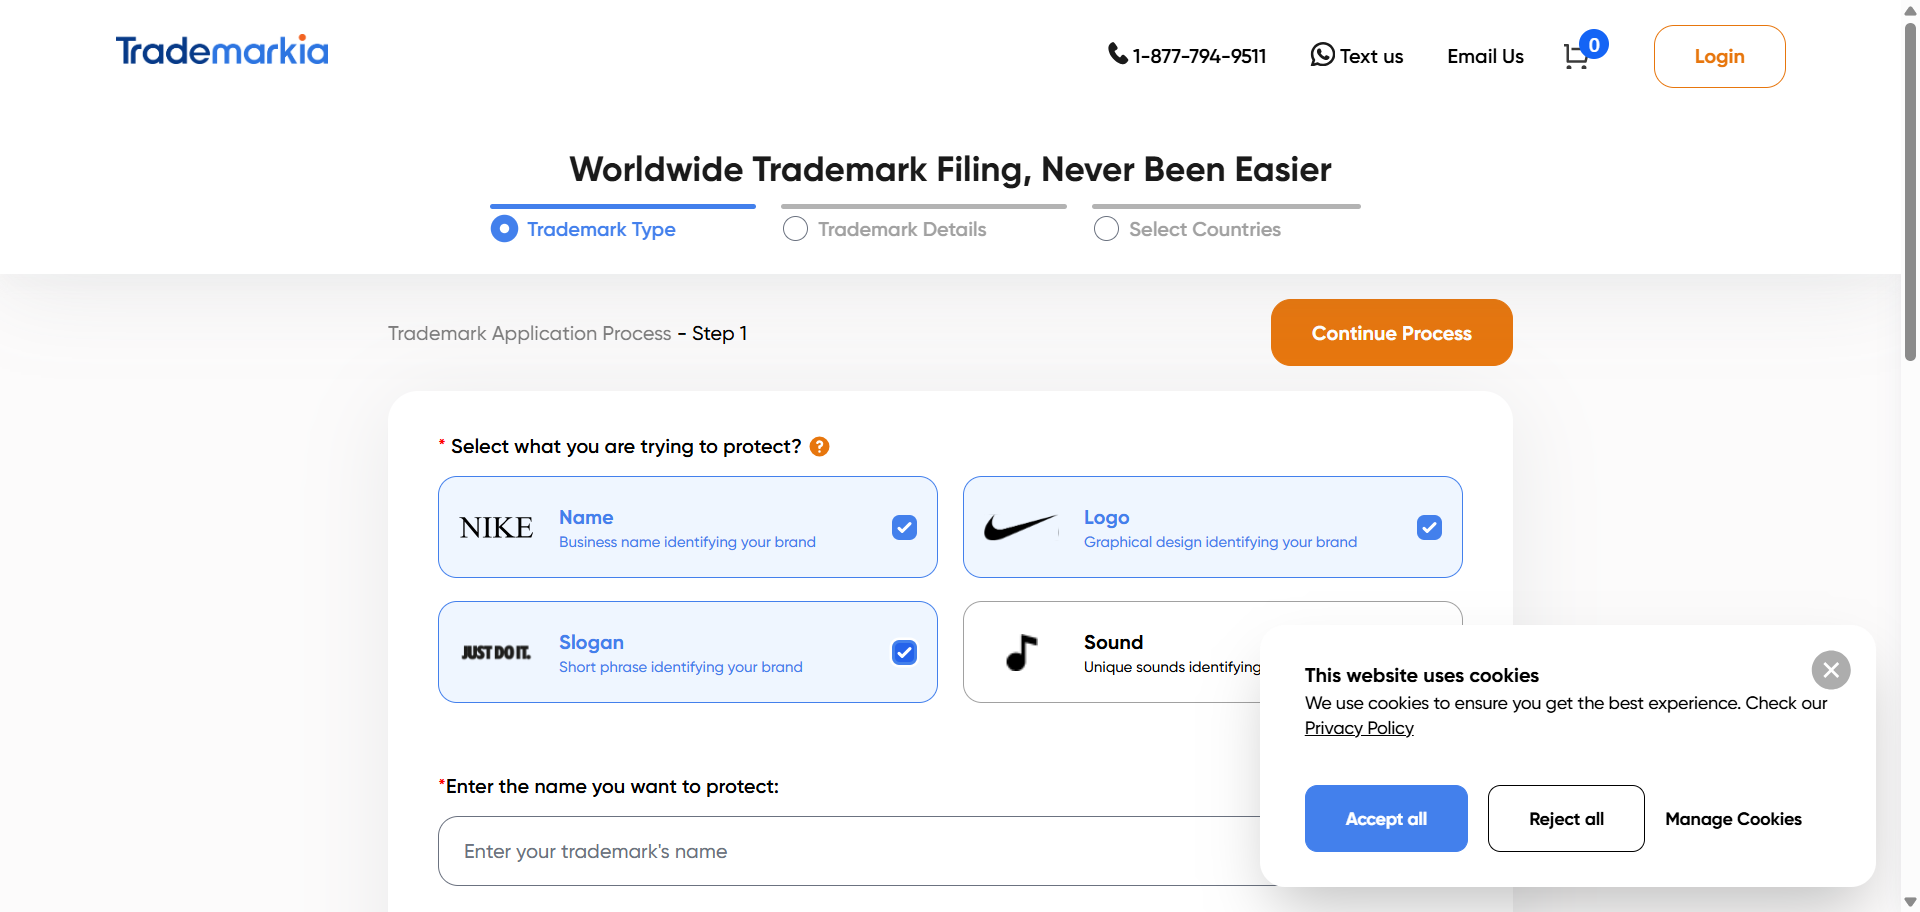 Trademarkia
1-877-794-9511
Text us
Email Us
0
Login
Worldwide Trademark Filing, Never Been Easier
Trademark Type
Trademark Details
Select Countries
Trademark Application Process - Step 1
Continue Process
* Select what you are trying to protect? ?
NIKE
Name
Business name identifying your brand
Logo
Graphical design identifying your brand
JUST DO IT.
Slogan
Short phrase identifying your brand
Sound
Unique sounds identifying
*Enter the name you want to protect:
Enter your trademark's name
This website uses cookies
We use cookies to ensure you get the best experience. Check our
Privacy Policy
Accept all
Reject all
Manage Cookies